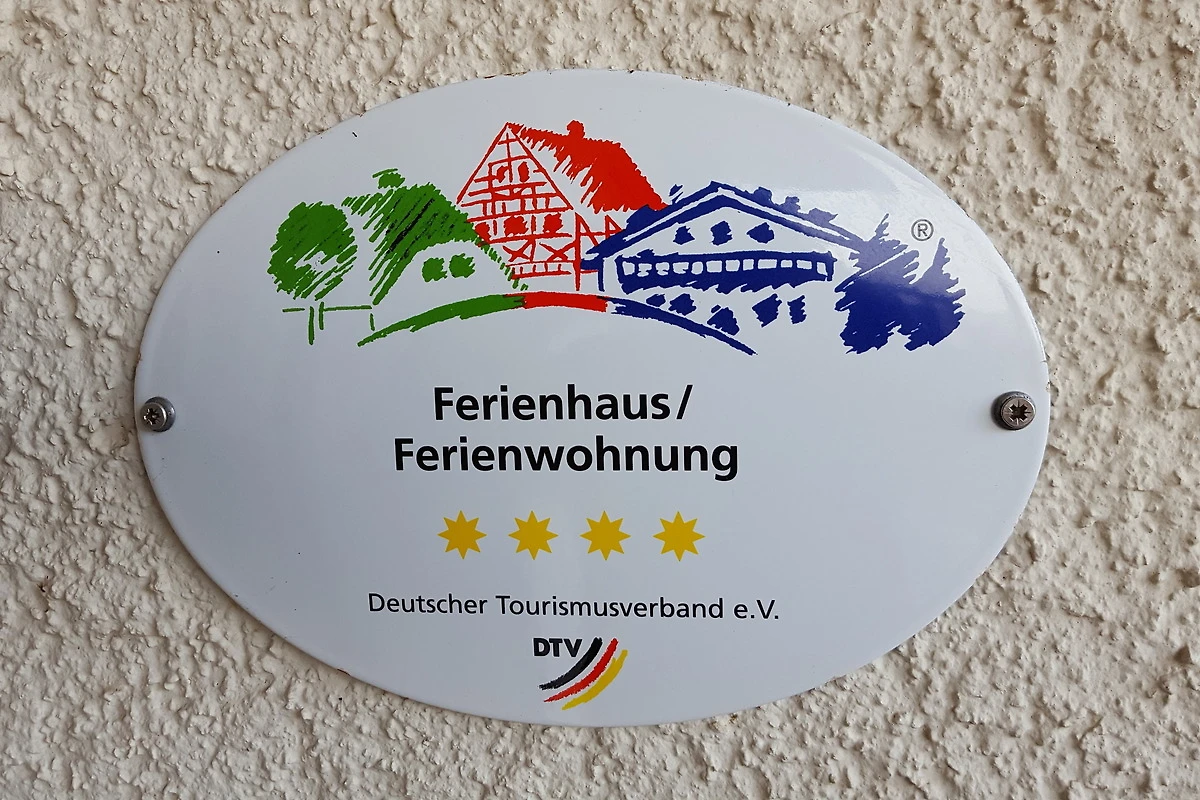 ®
Ferienhaus/
Ferienwohnung
Deutscher Tourismusverband e.V.
DTV